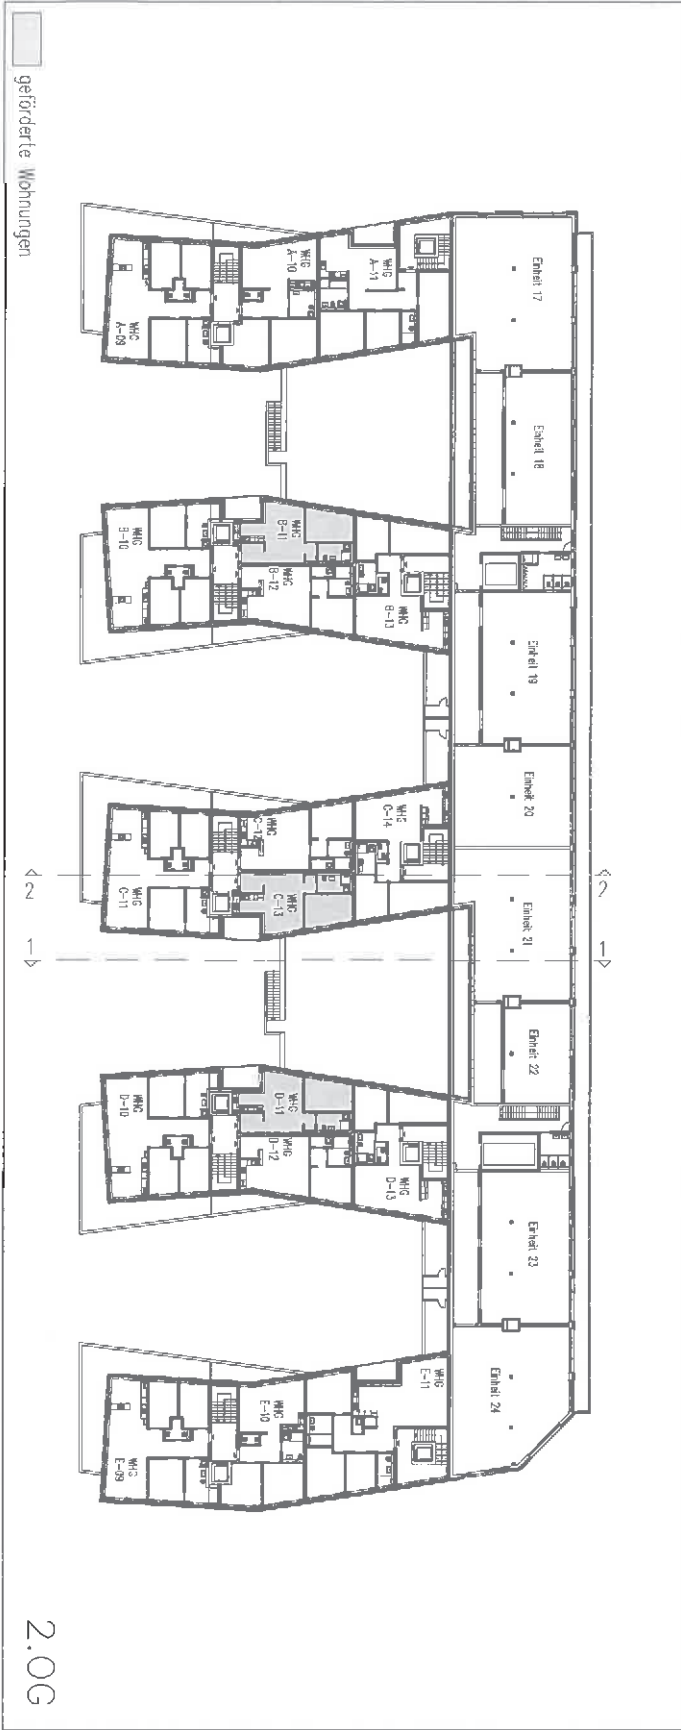 geförderte Wohnungen
Einheit 17
Einheit 18
Einheit 19
Einheit 20
Einheit 21
Einheit 22
Einheit 23
Einheit 24
WHG
A-11
WHG
A-10
WHG
A-09
WHG
B-13
WHG
B-11
WHG
B-12
WHG
B-10
WHG
C-14
WHG
C-12
WHG
C-13
WHG
C-11
WHG
D-13
WHG
D-11
WHG
D-12
WHG
D-10
WHG
E-11
WHG
E-10
WHG
E-09
2
2
1
1
2.OG